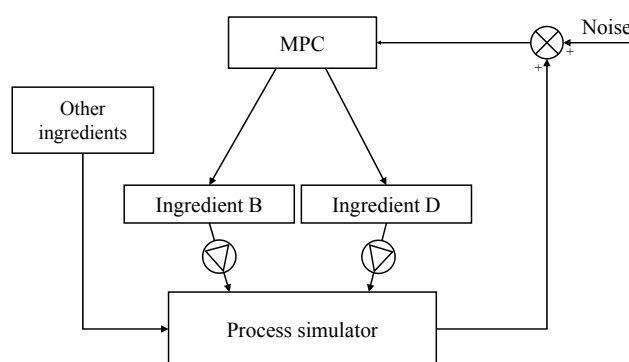 Noise
MPC
+
+
Other
ingredients
Ingredient B
Ingredient D
Process simulator